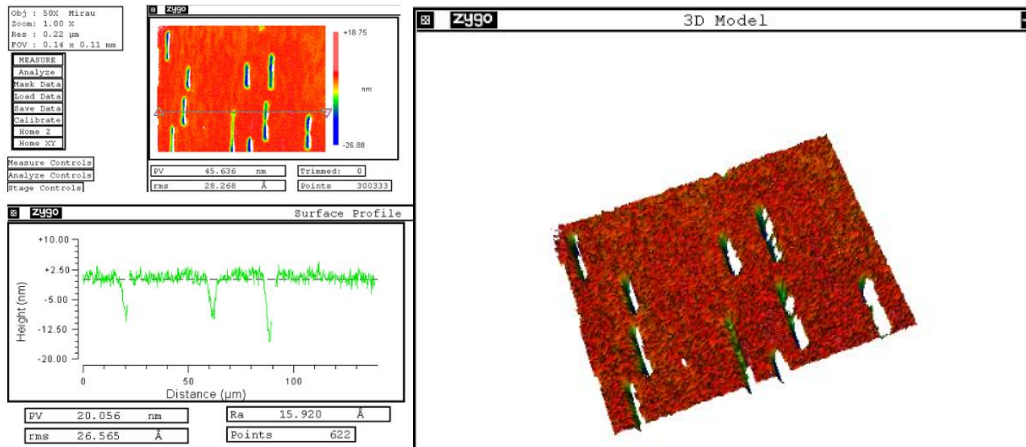 Obj : 50X Mirau
Zoom: 1.00 X
Res : 0.22 µm
FOV : 0.14 x 0.11 mm
MEASURE
Analyze
Mask Data
Load Data
Save Data
Calibrate
Home Z
Home XY
Measure Controls
Analyze Controls
Stage Controls
zygo
+18.75
nm
-26.88
PV 45.636 nm
Trimmed: 0
rms 28.268 Å
Points 300333
zygo Surface Profile
+10.00
+2.50
-5.00
-12.50
-20.00
Height (nm)
0 50 100
Distance (µm)
PV 20.056 nm
Ra 15.920 Å
rms 26.565 Å
Points 622
zygo 3D Model